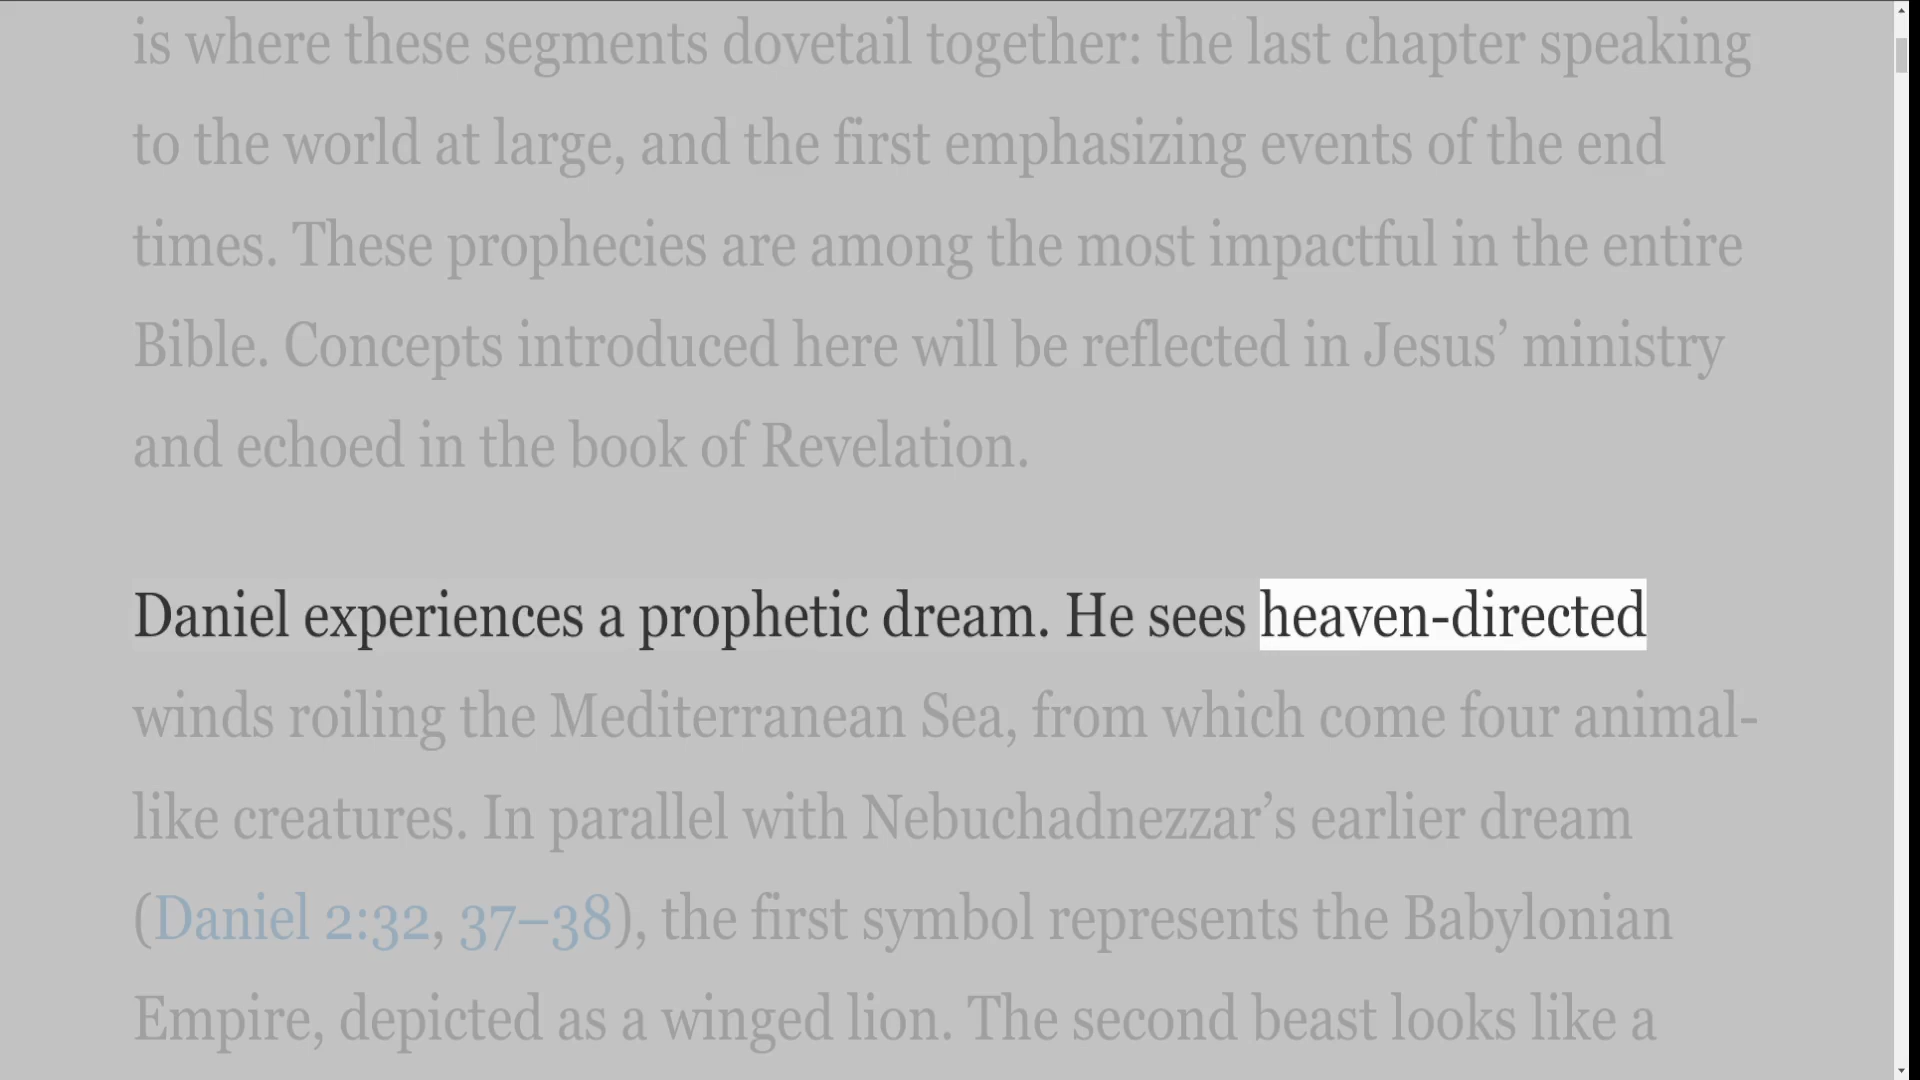 is where these segments dovetail together: the last chapter speaking
to the world at large, and the first emphasizing events of the end
times. These prophecies are among the most impactful in the entire
Bible. Concepts introduced here will be reflected in Jesus’ ministry
and echoed in the book of Revelation.
Daniel experiences a prophetic dream. He sees heaven-directed
winds roiling the Mediterranean Sea, from which come four animal-
like creatures. In parallel with Nebuchadnezzar’s earlier dream
(Daniel 2:32, 37–38), the first symbol represents the Babylonian
Empire, depicted as a winged lion. The second beast looks like a